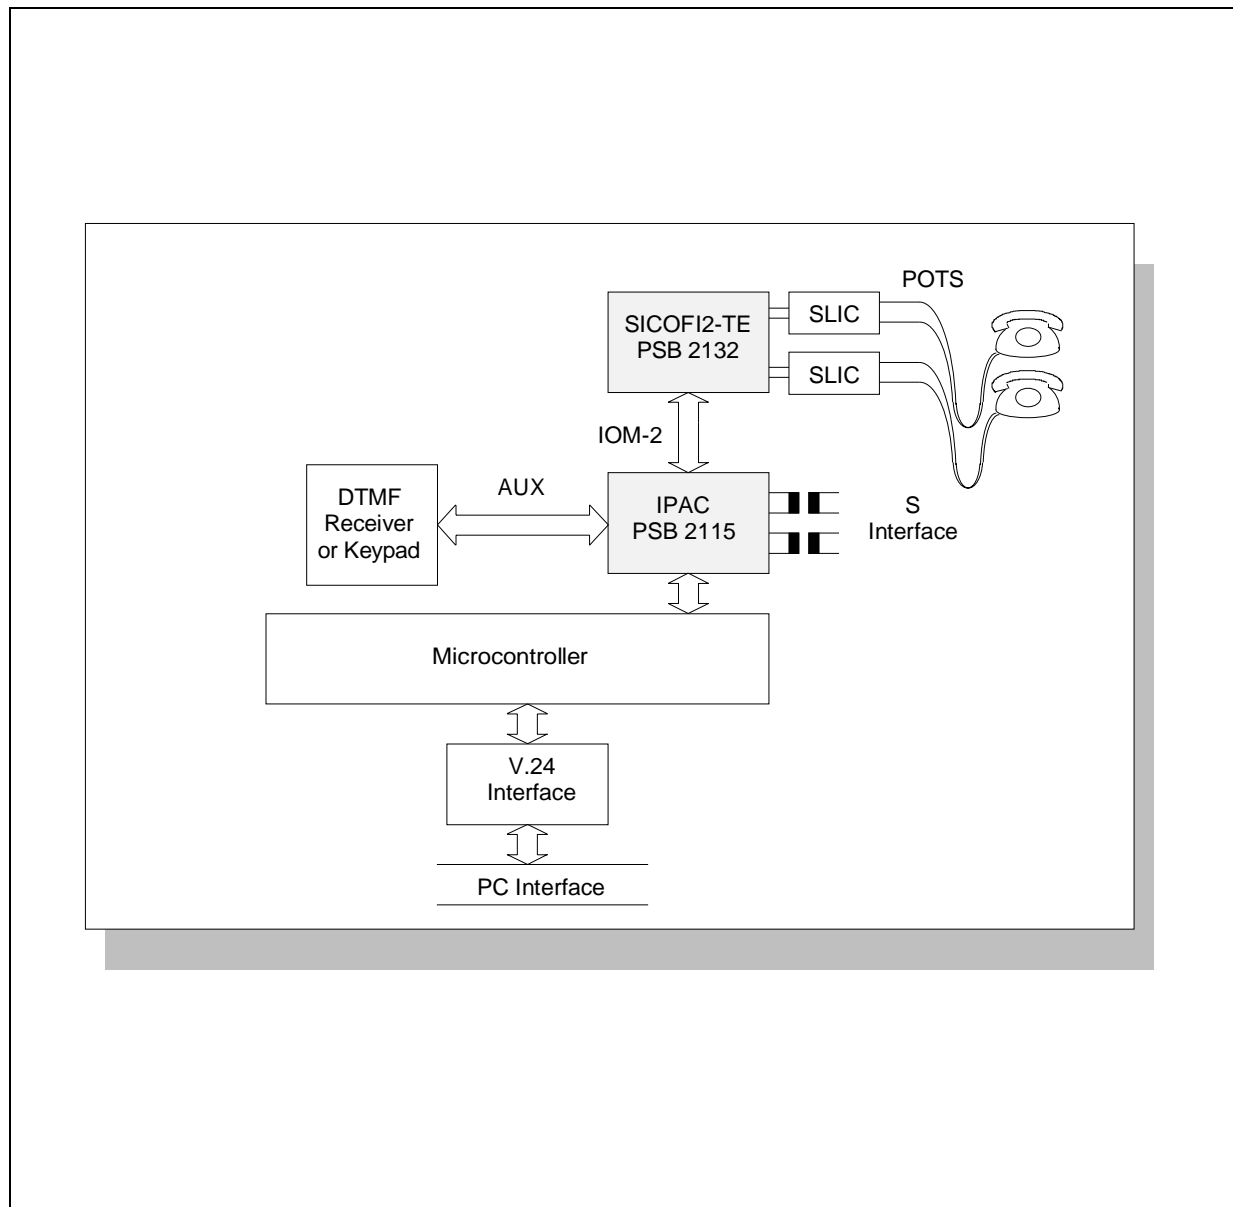 POTS
SICOFI2-TE
PSB 2132
SLIC
SLIC
IOM-2
DTMF
Receiver
or Keypad
AUX
IPAC
PSB 2115
S
Interface
Microcontroller
V.24
Interface
PC Interface